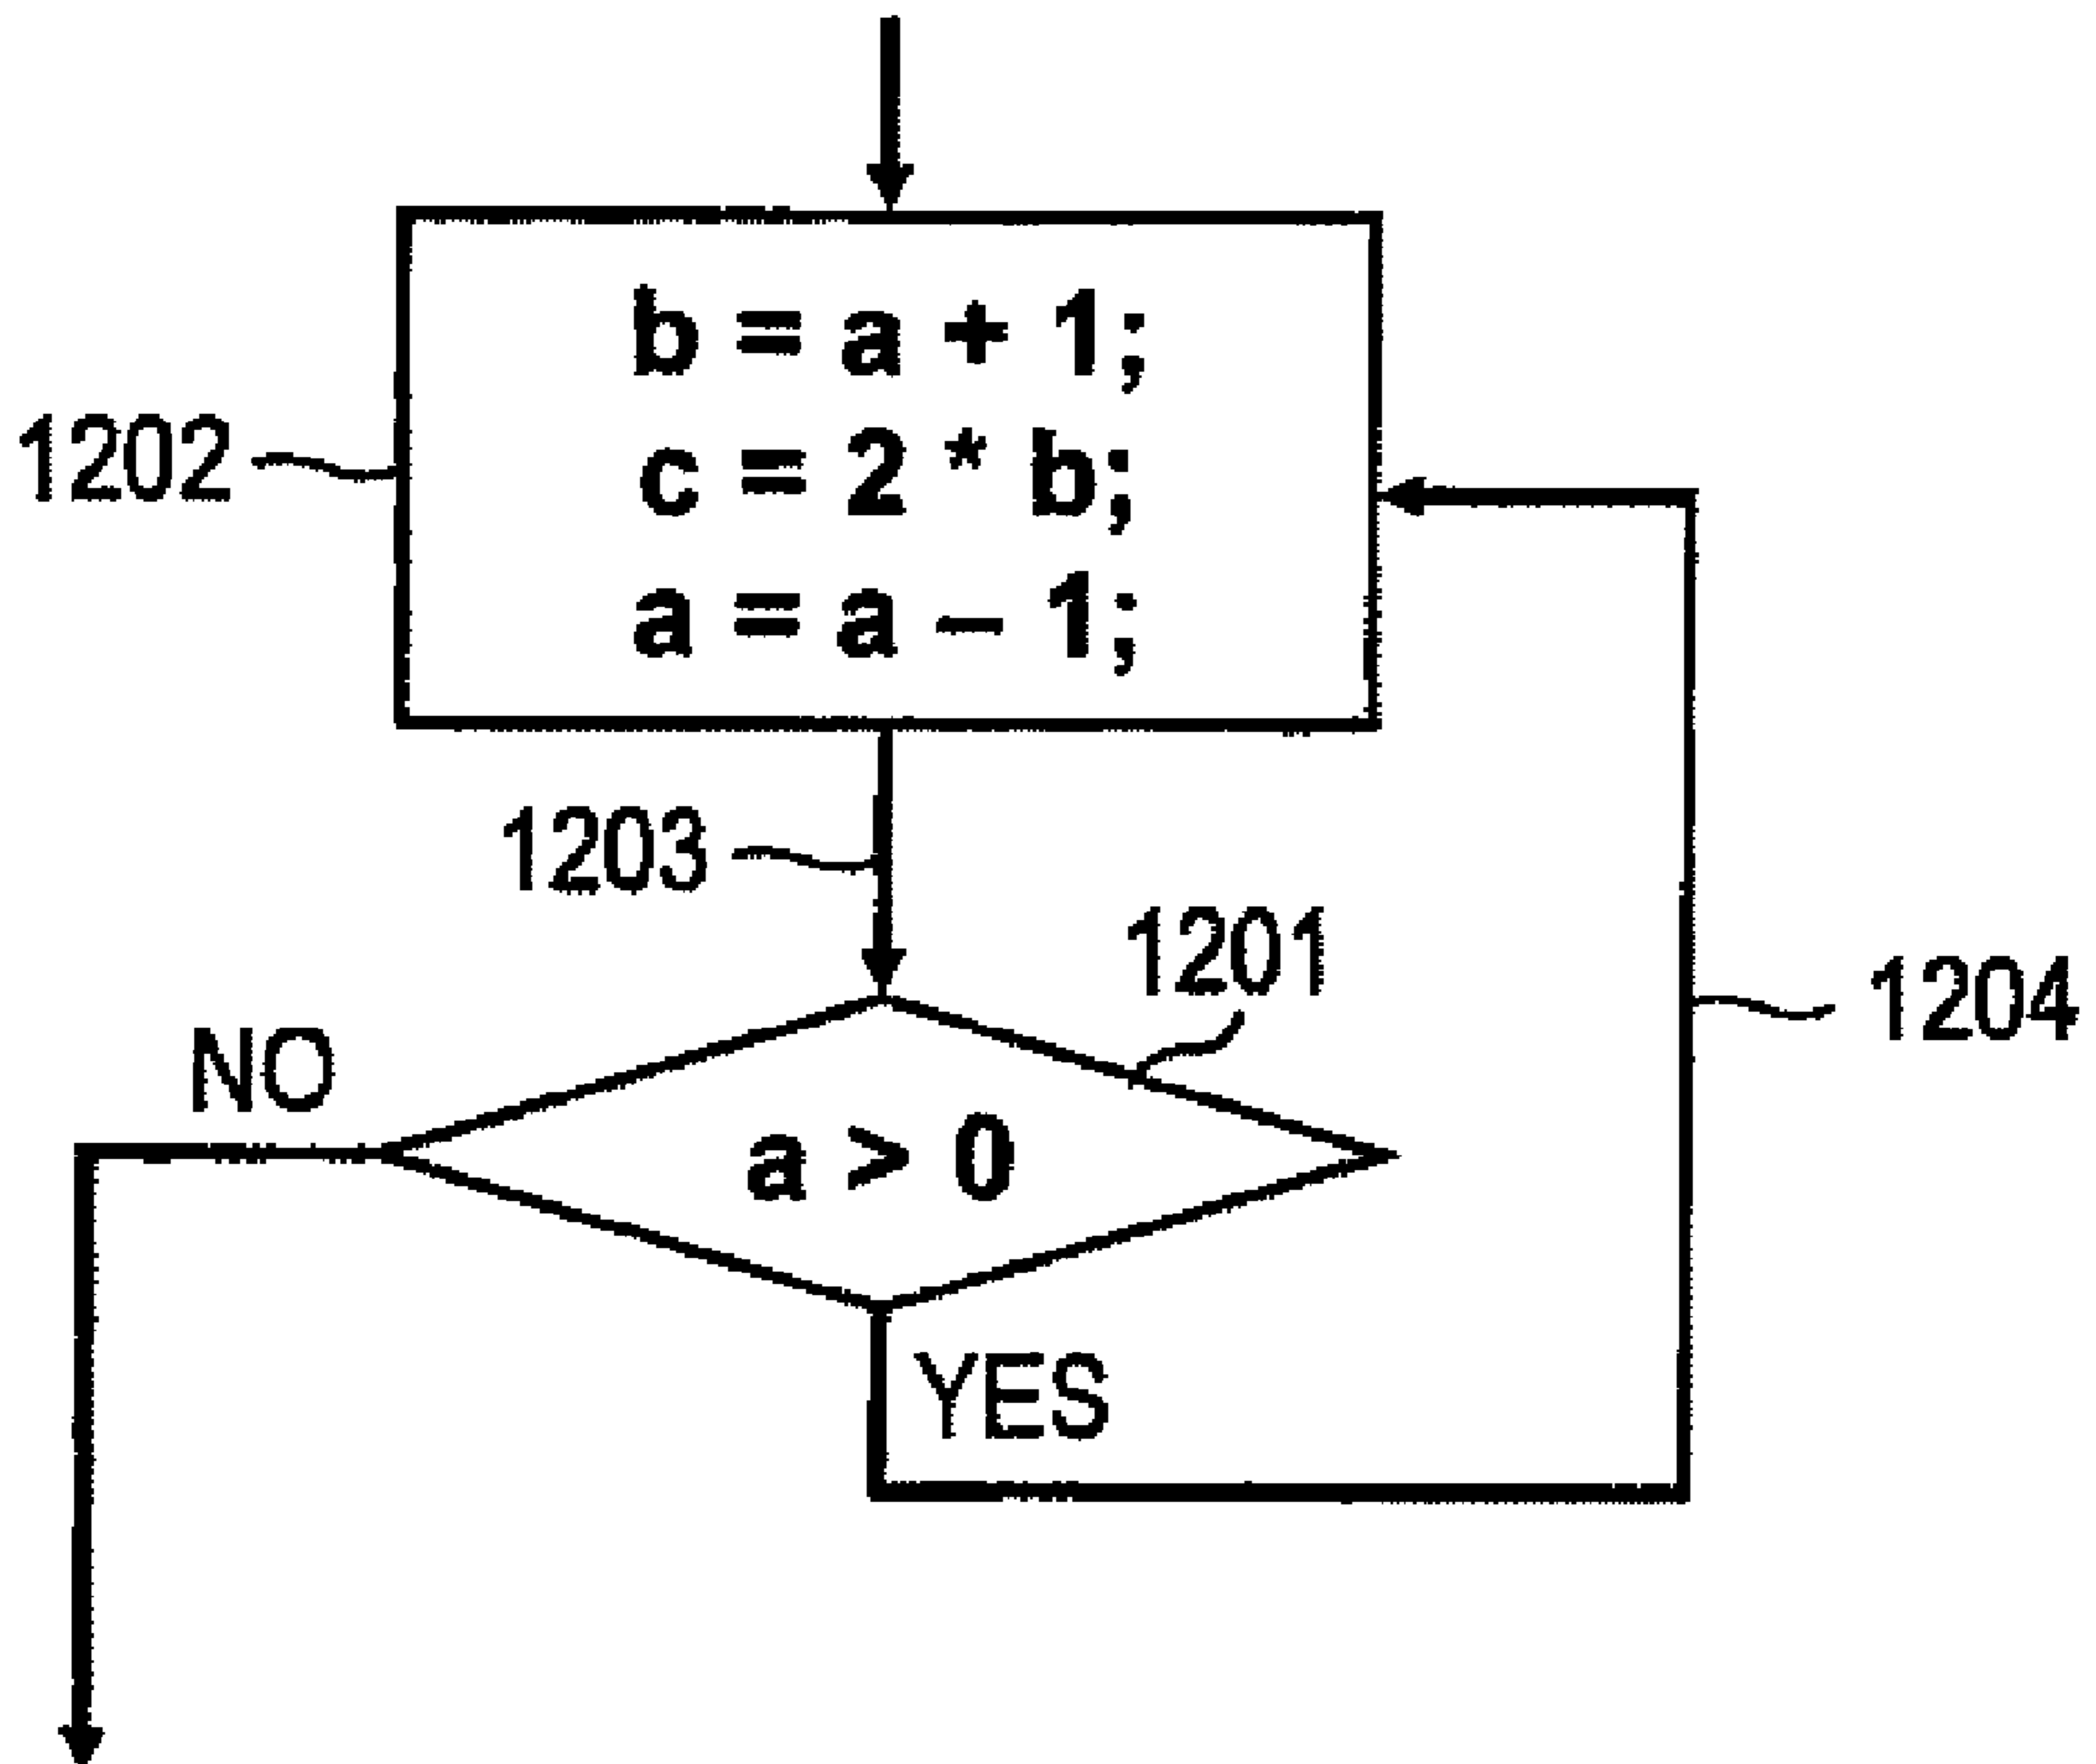 b = a + 1;
c = 2 * b;
a = a – 1;
1202
1203
1201
1204
NO
a > 0
YES